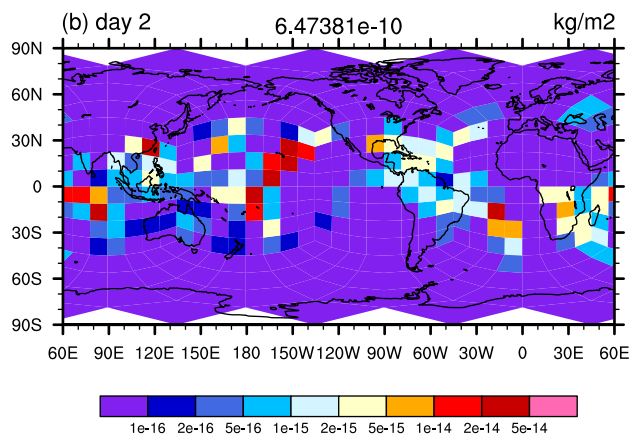 (b) day 2 6.47381e-10 kg/m2
90N
60N
30N
0
30S
60S
90S
60E 90E 120E 150E 180 150W 120W 90W 60W 30W 0 30E 60E
1e-16 2e-16 5e-16 1e-15 2e-15 5e-15 1e-14 2e-14 5e-14